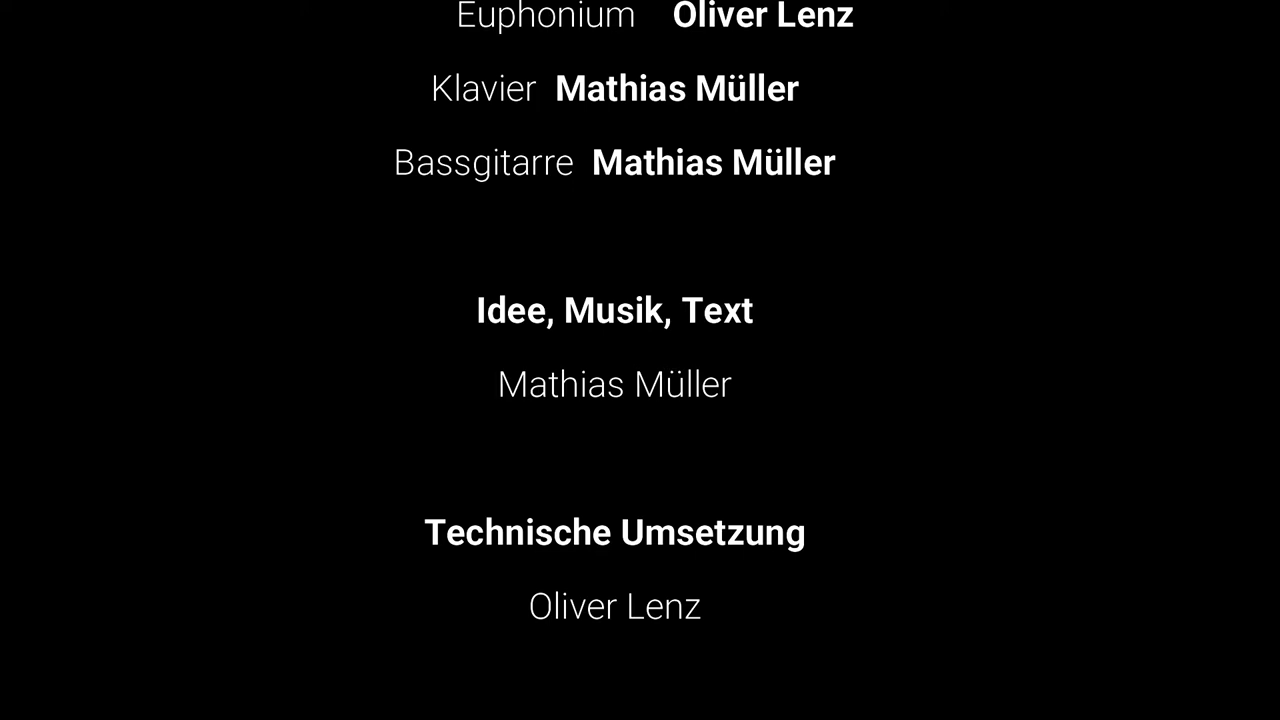 Euphonium Oliver Lenz
Klavier Mathias Müller
Bassgitarre Mathias Müller
Idee, Musik, Text
Mathias Müller
Technische Umsetzung
Oliver Lenz